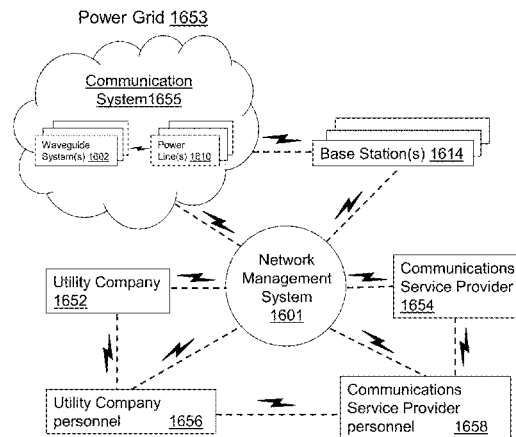 Power Grid 1653
Communication
System1655
Waveguide
System(s) 1602
Power
Line(s) 1610
Base Station(s) 1614
Network
Management
System
1601
Utility Company
1652
Communications
Service Provider
1654
Utility Company
personnel 1656
Communications
Service Provider
personnel 1658